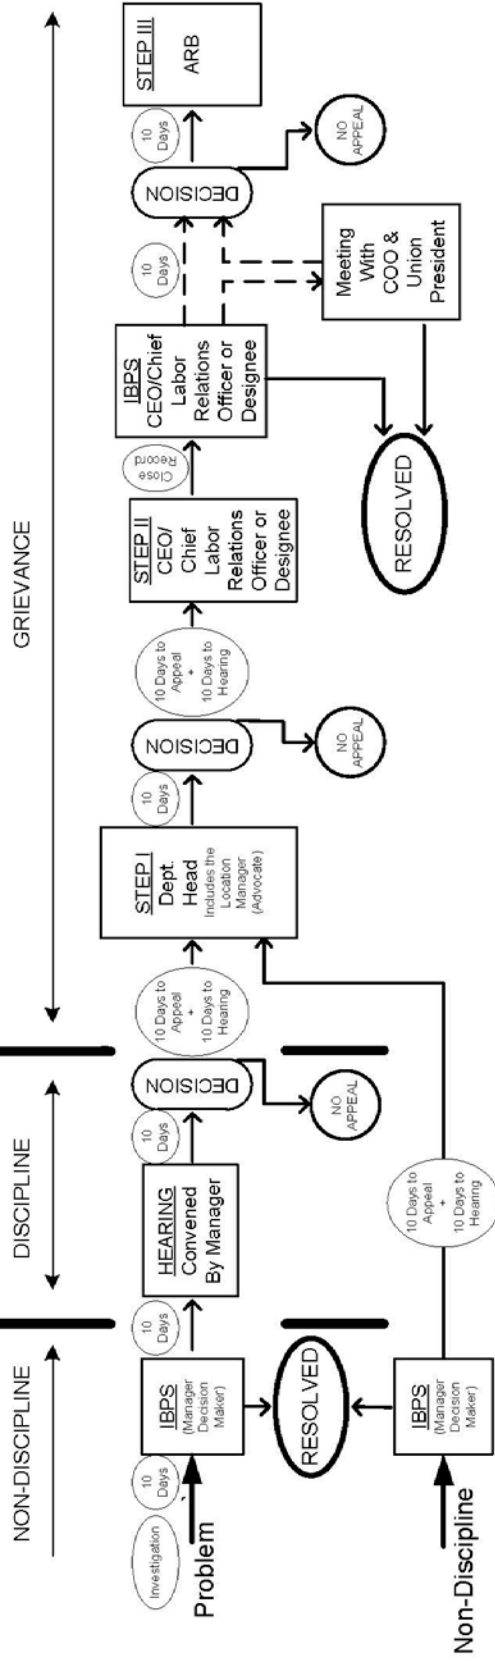 NON-DISCIPLINE
DISCIPLINE
GRIEVANCE
Investigation
10
Days
Problem
IBPS
(Manager
Decision
Maker)
RESOLVED
10
Days
HEARING
Convened
By Manager
10
Days
DECISION
NO
APPEAL
10 Days to
Appeal
+
10 Days to
Hearing
STEP I
Dept.
Head
Includes the
Location
Manager
(Advocate)
10
Days
DECISION
NO
APPEAL
10 Days to
Appeal
+
10 Days to
Hearing
STEP II
CEO/
Chief
Labor
Relations
Officer or
Designee
Close
Record
IBPS
CEO/Chief
Labor
Relations
Officer or
Designee
10
Days
DECISION
10
Days
STEP III
ARB
NO
APPEAL
Meeting
With
COO &
Union
President
RESOLVED
Non-Discipline
IBPS
(Manager
Decision
Maker)
10 Days to
Appeal
+
10 Days to
Hearing